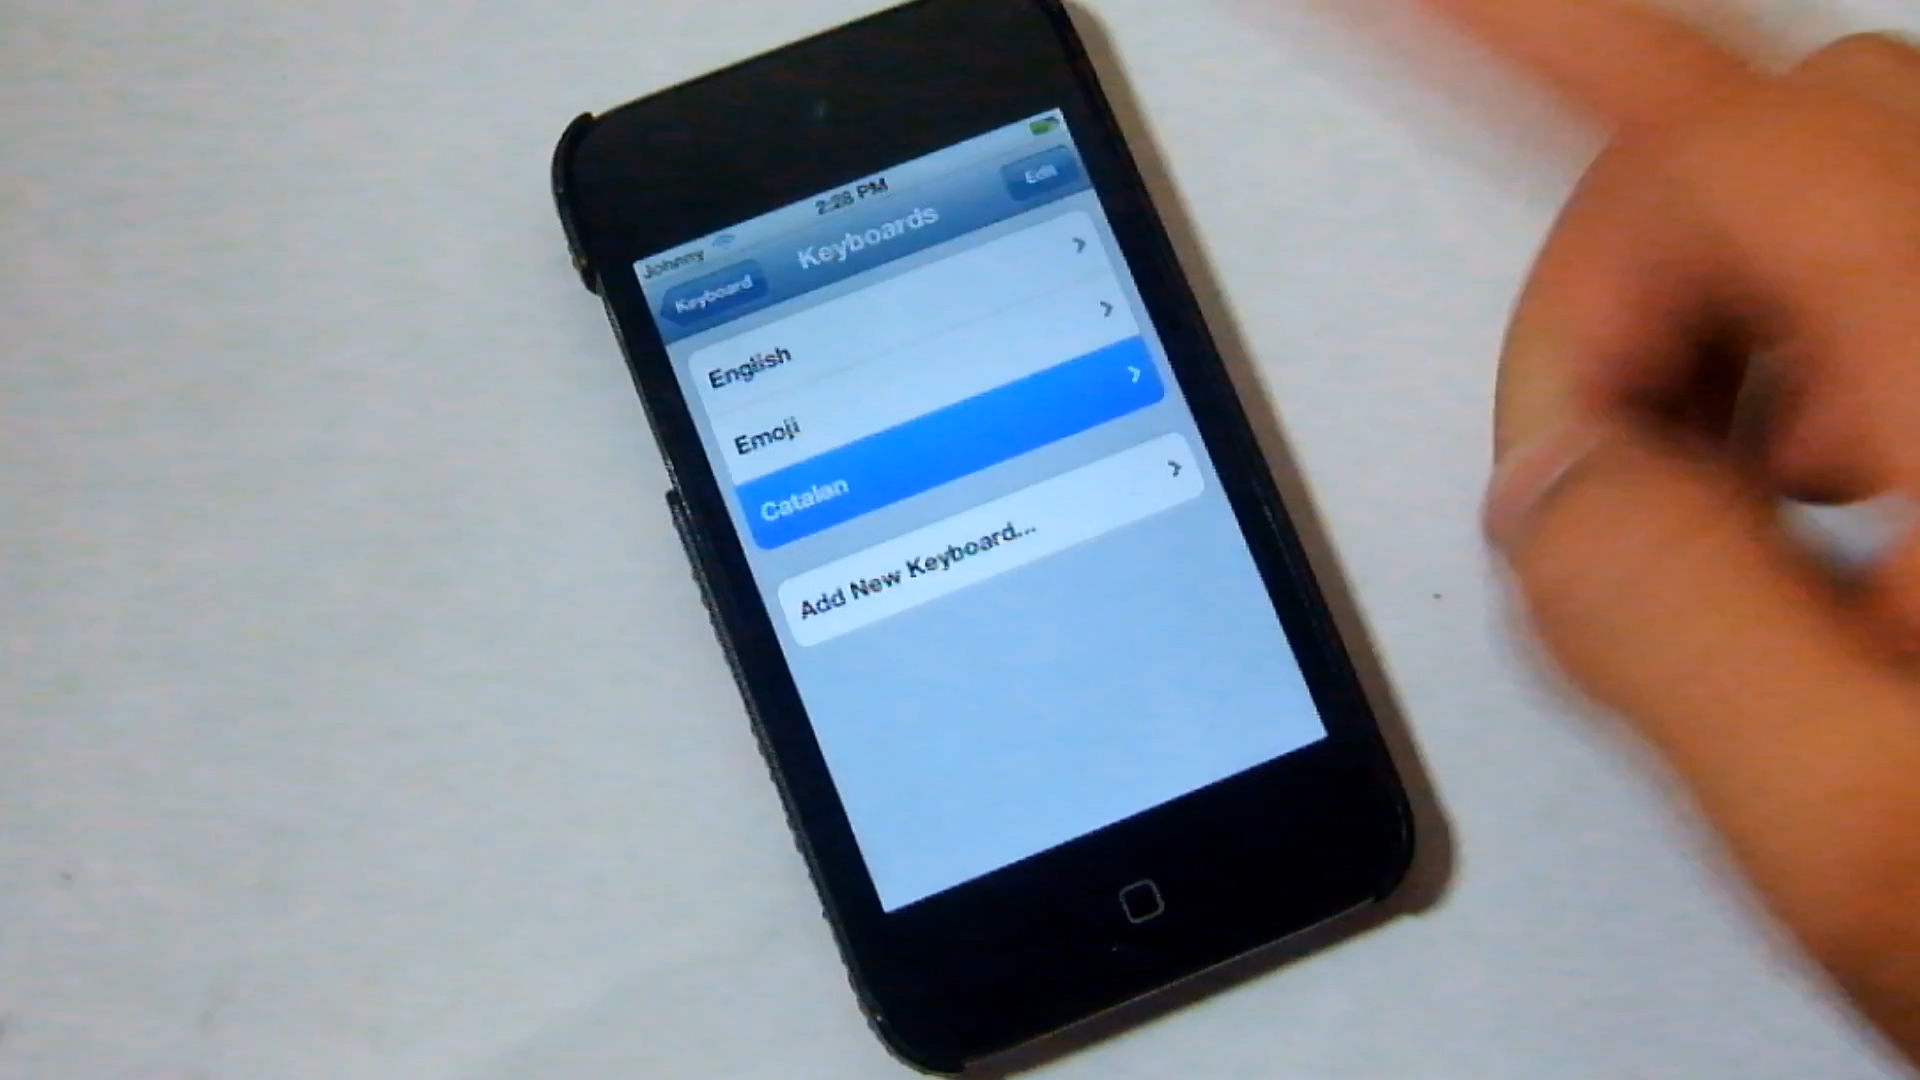 Johnny 2:28 PM
Keyboard Keyboards Edit
English
Emoji
Catalan
Add New Keyboard...